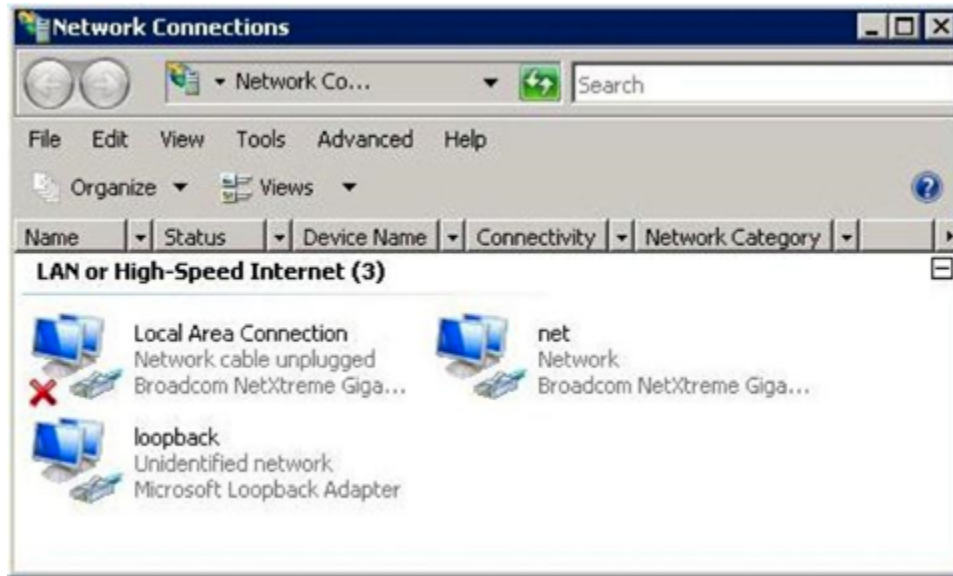 Network Connections
Network Co...
Search
File Edit View Tools Advanced Help
Organize Views
Name Status Device Name Connectivity Network Category
LAN or High-Speed Internet (3)
Local Area Connection
Network cable unplugged
Broadcom NetXtreme Giga...
net
Network
Broadcom NetXtreme Giga...
loopback
Unidentified network
Microsoft Loopback Adapter